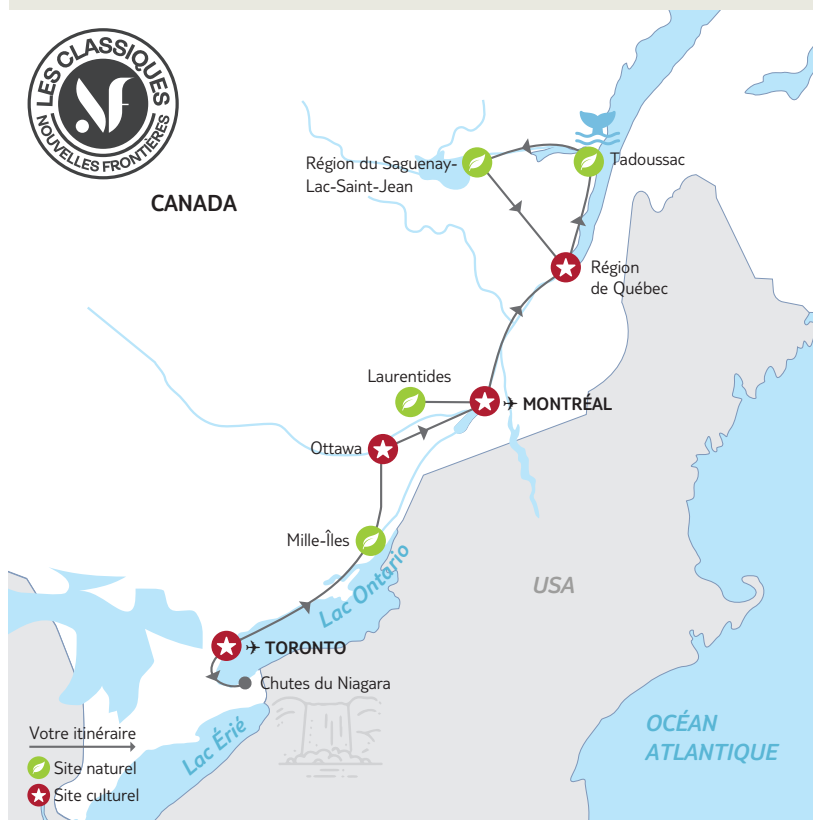 LES CLASSIQUES
NF
NOUVELLES FRONTIÈRES
CANADA
Région du Saguenay-
Lac-Saint-Jean
Tadoussac
Région
de Québec
Laurentides
MONTRÉAL
Ottawa
Mille-Îles
Lac Ontario
USA
TORONTO
Chutes du Niagara
Lac Érié
OCÉAN
ATLANTIQUE
Votre itinéraire
Site naturel
Site culturel